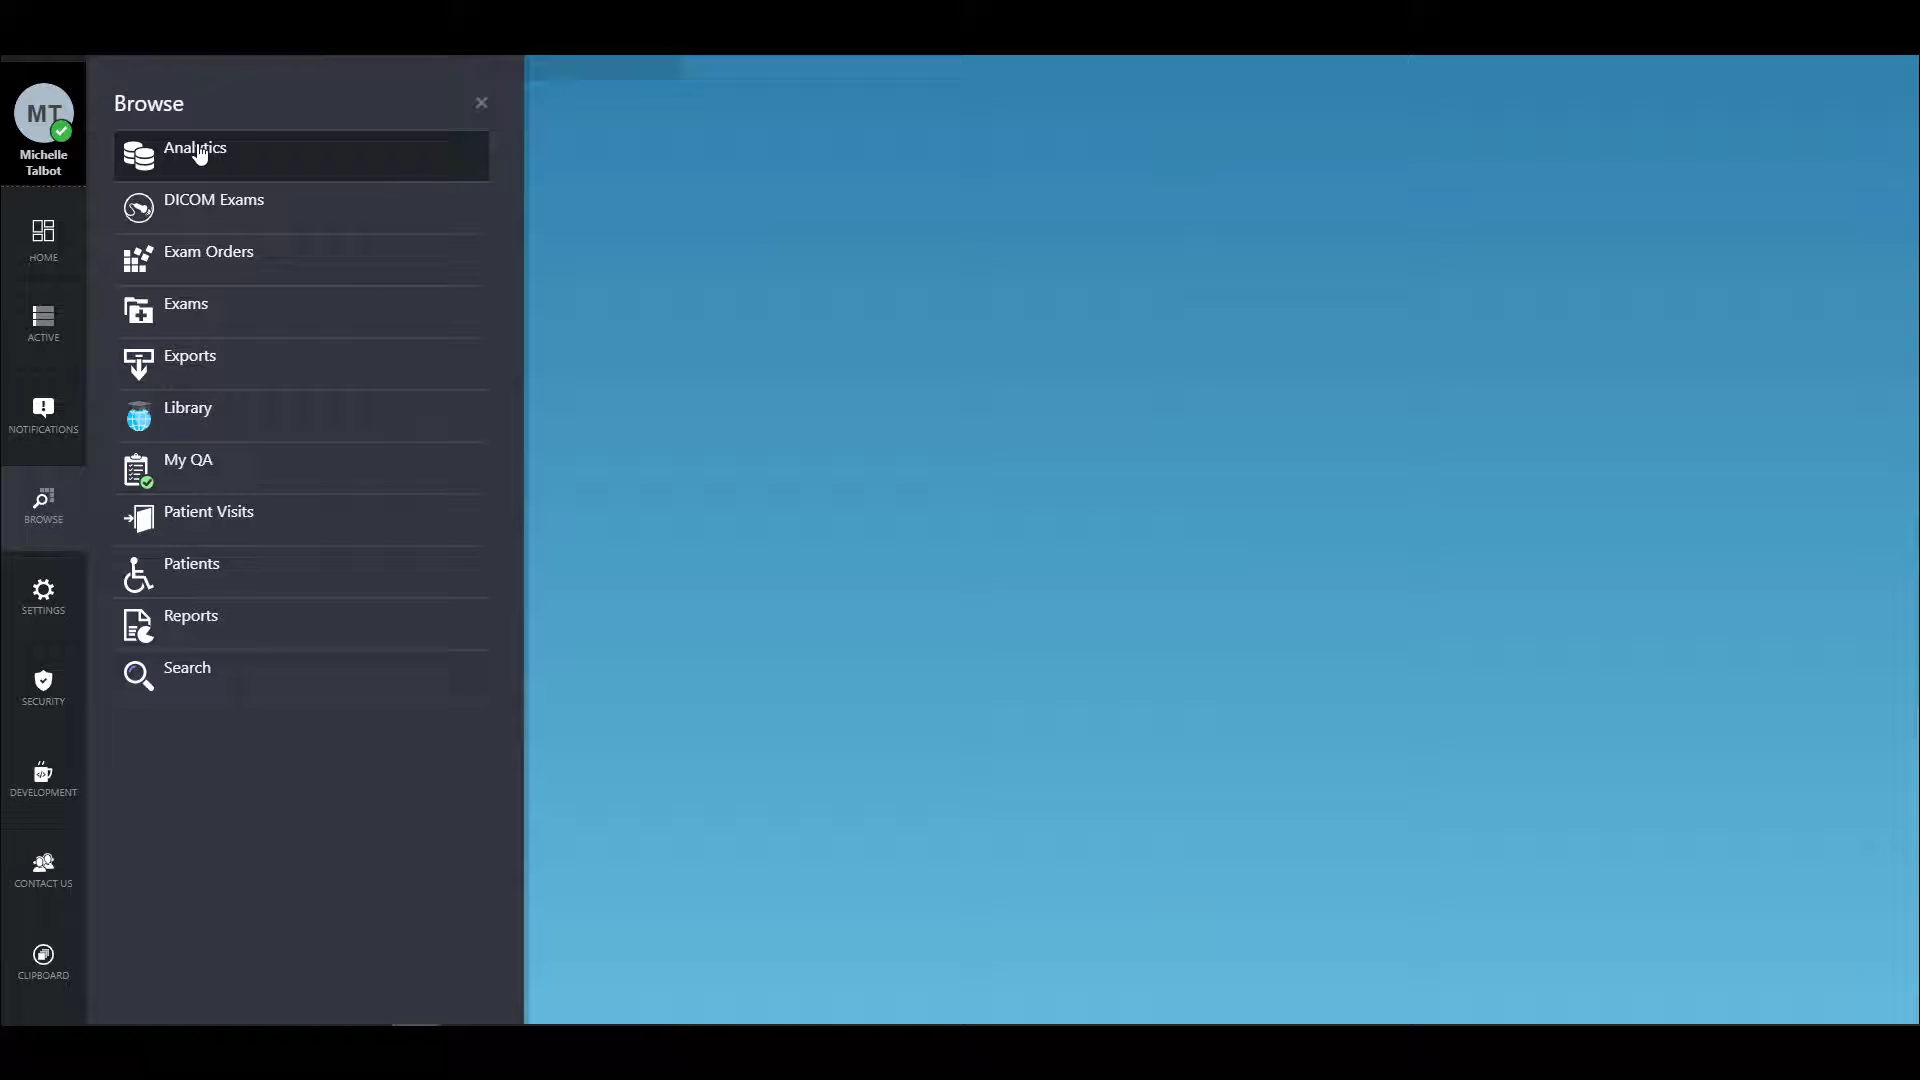 MT
Michelle
Talbot
HOME
ACTIVE
NOTIFICATIONS
BROWSE
SETTINGS
SECURITY
DEVELOPMENT
CONTACT US
CLIPBOARD
Browse
Analytics
DICOM Exams
Exam Orders
Exams
Exports
Library
My QA
Patient Visits
Patients
Reports
Search